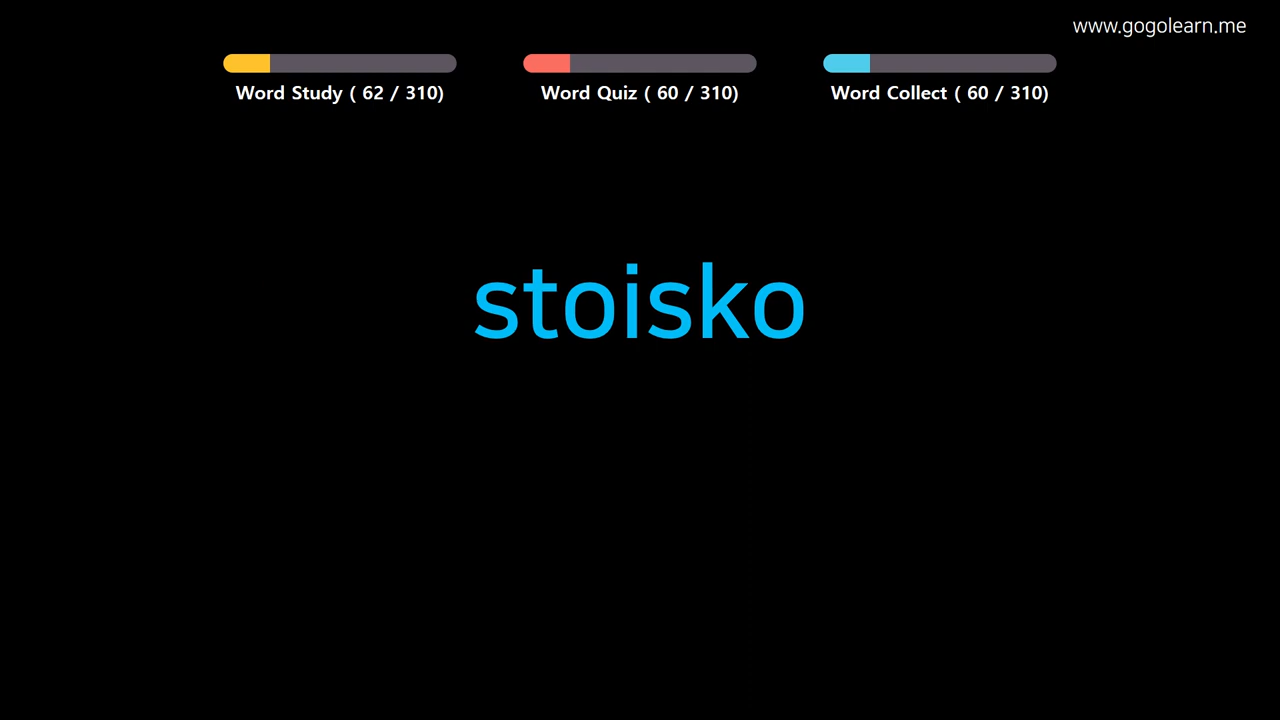 www.gogolearn.me
Word Study ( 62 / 310)
Word Quiz ( 60 / 310)
Word Collect ( 60 / 310)
stoisko